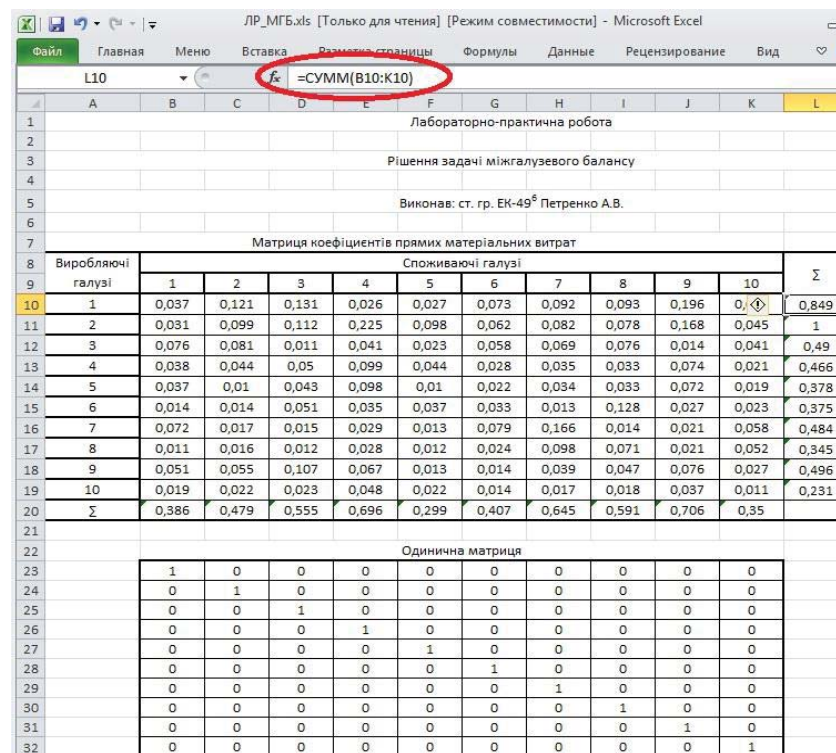 ЛР_МГБ.xls [Только для чтения] [Режим совместимости] - Microsoft Excel
Файл Главная Меню Вставка Разметка страницы Формулы Данные Рецензирование Вид
L10 fx =СУММ(B10:K10)
A B C D E F G H I J K L
1 Лабораторно-практична робота
2
3 Рішення задачі міжгалузевого балансу
4
5 Виконав: ст. гр. ЕК-49б Петренко А.В.
6
7 Матриця коефіцієнтів прямих матеріальних витрат
8 Виробляючі Споживаючі галузі Σ
9 галузі 1 2 3 4 5 6 7 8 9 10
10 1 0,037 0,121 0,131 0,026 0,027 0,073 0,092 0,093 0,196 0, 0,849
11 2 0,031 0,099 0,112 0,225 0,098 0,062 0,082 0,078 0,168 0,045 1
12 3 0,076 0,081 0,011 0,041 0,023 0,058 0,069 0,076 0,014 0,041 0,49
13 4 0,038 0,044 0,05 0,099 0,044 0,028 0,035 0,033 0,074 0,021 0,466
14 5 0,037 0,01 0,043 0,098 0,01 0,022 0,034 0,033 0,072 0,019 0,378
15 6 0,014 0,014 0,051 0,035 0,037 0,033 0,013 0,128 0,027 0,023 0,375
16 7 0,072 0,017 0,015 0,029 0,013 0,079 0,166 0,014 0,021 0,058 0,484
17 8 0,011 0,016 0,012 0,028 0,012 0,024 0,098 0,071 0,021 0,052 0,345
18 9 0,051 0,055 0,107 0,067 0,013 0,014 0,039 0,047 0,076 0,027 0,496
19 10 0,019 0,022 0,023 0,048 0,022 0,014 0,017 0,018 0,037 0,011 0,231
20 Σ 0,386 0,479 0,555 0,696 0,299 0,407 0,645 0,591 0,706 0,35
21
22 Одинична матриця
23 1 0 0 0 0 0 0 0 0 0
24 0 1 0 0 0 0 0 0 0 0
25 0 0 1 0 0 0 0 0 0 0
26 0 0 0 1 0 0 0 0 0 0
27 0 0 0 0 1 0 0 0 0 0
28 0 0 0 0 0 1 0 0 0 0
29 0 0 0 0 0 0 1 0 0 0
30 0 0 0 0 0 0 0 1 0 0
31 0 0 0 0 0 0 0 0 1 0
32 0 0 0 0 0 0 0 0 0 1